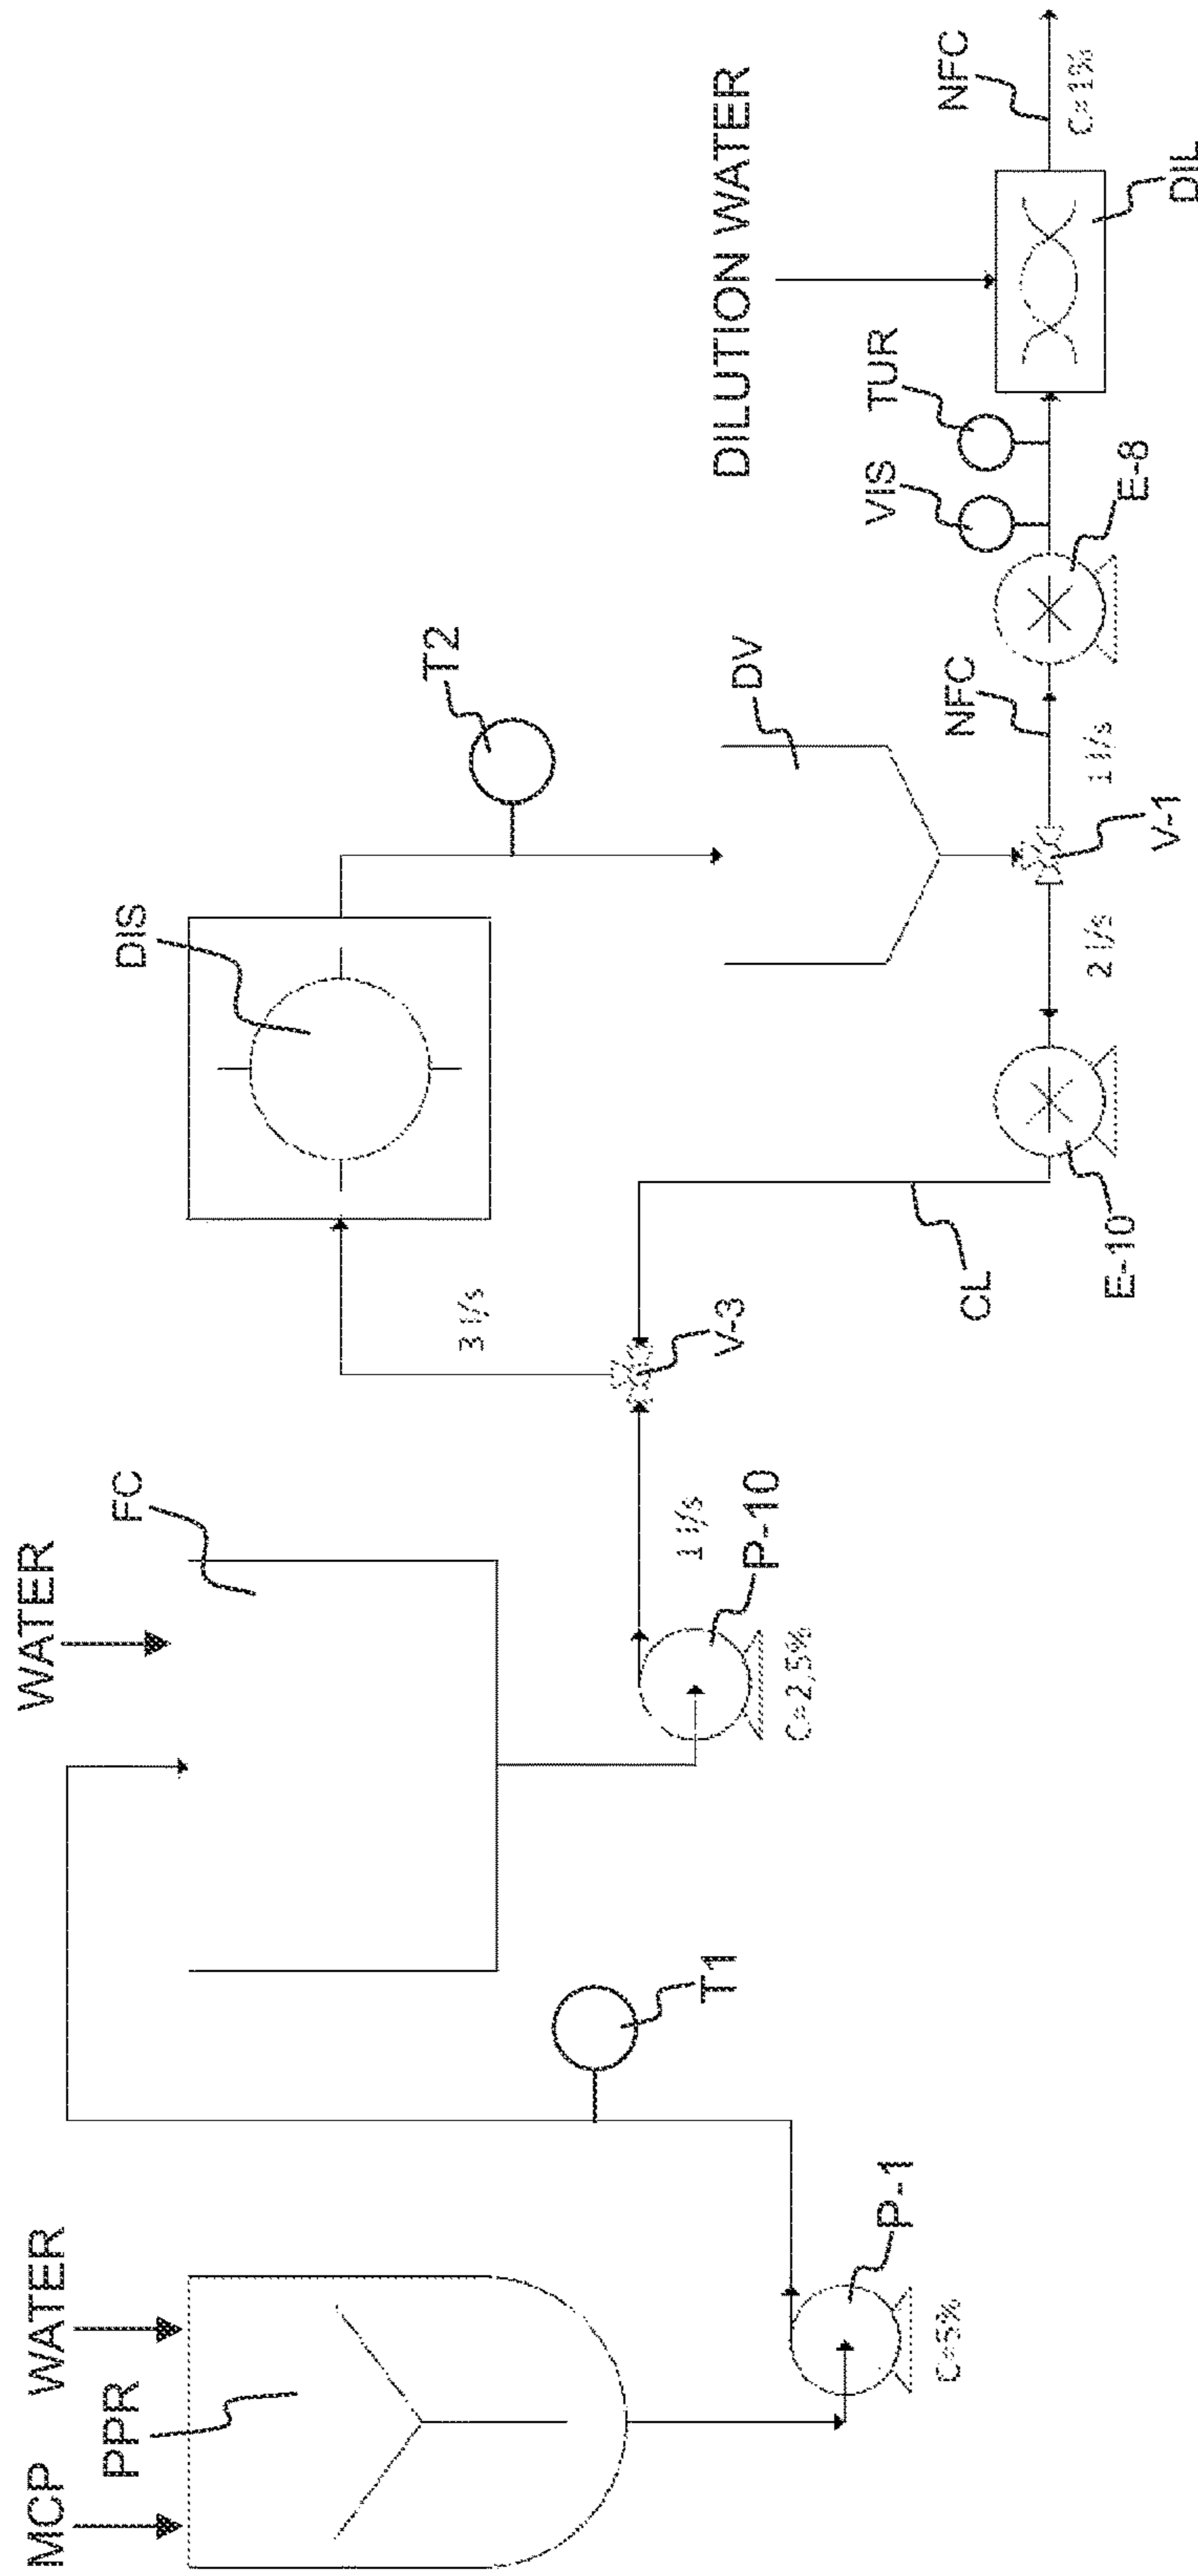 MCP
WATER
PPR
P-1
C=5%
T1
WATER
FC
P-10
C=2,5%
1 l/s
V-3
3 l/s
DIS
T2
CL
E-10
2 l/s
V-1
DV
NFC
1 l/s
E-8
VIS
TUR
DILUTION WATER
DIL
NFC
C=1%